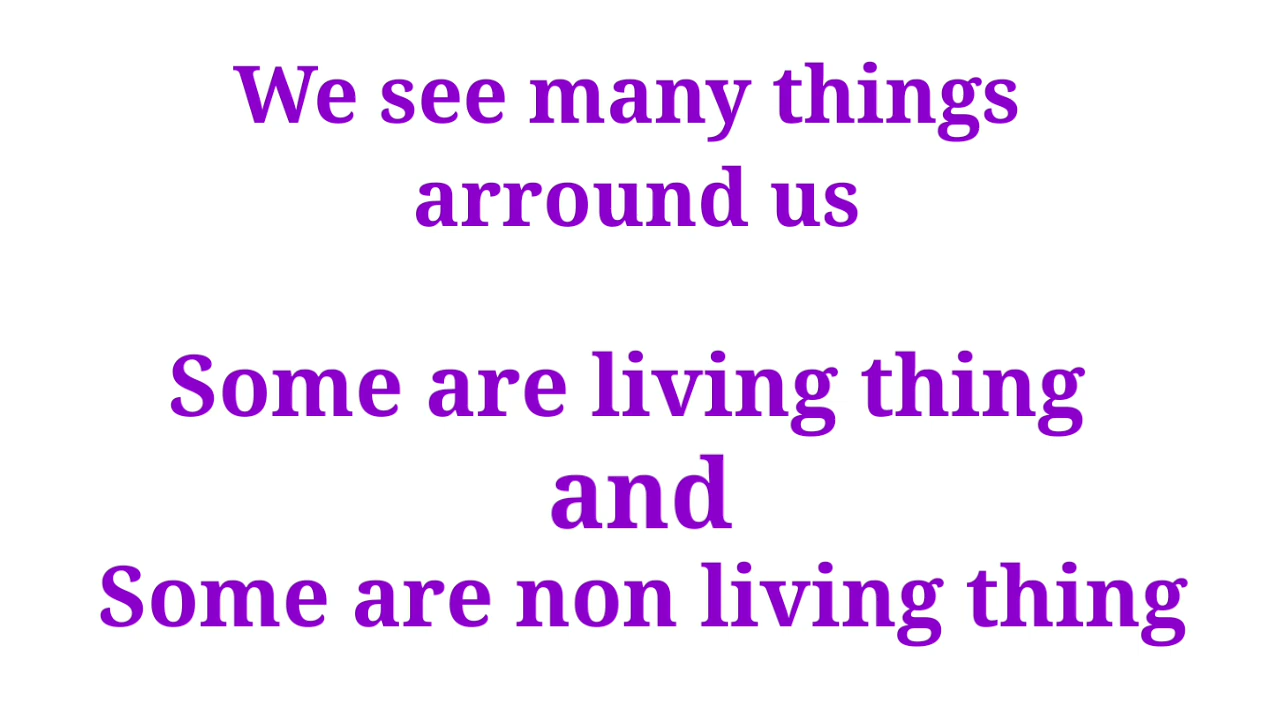 We see many things
arround us
Some are living thing
and
Some are non living thing